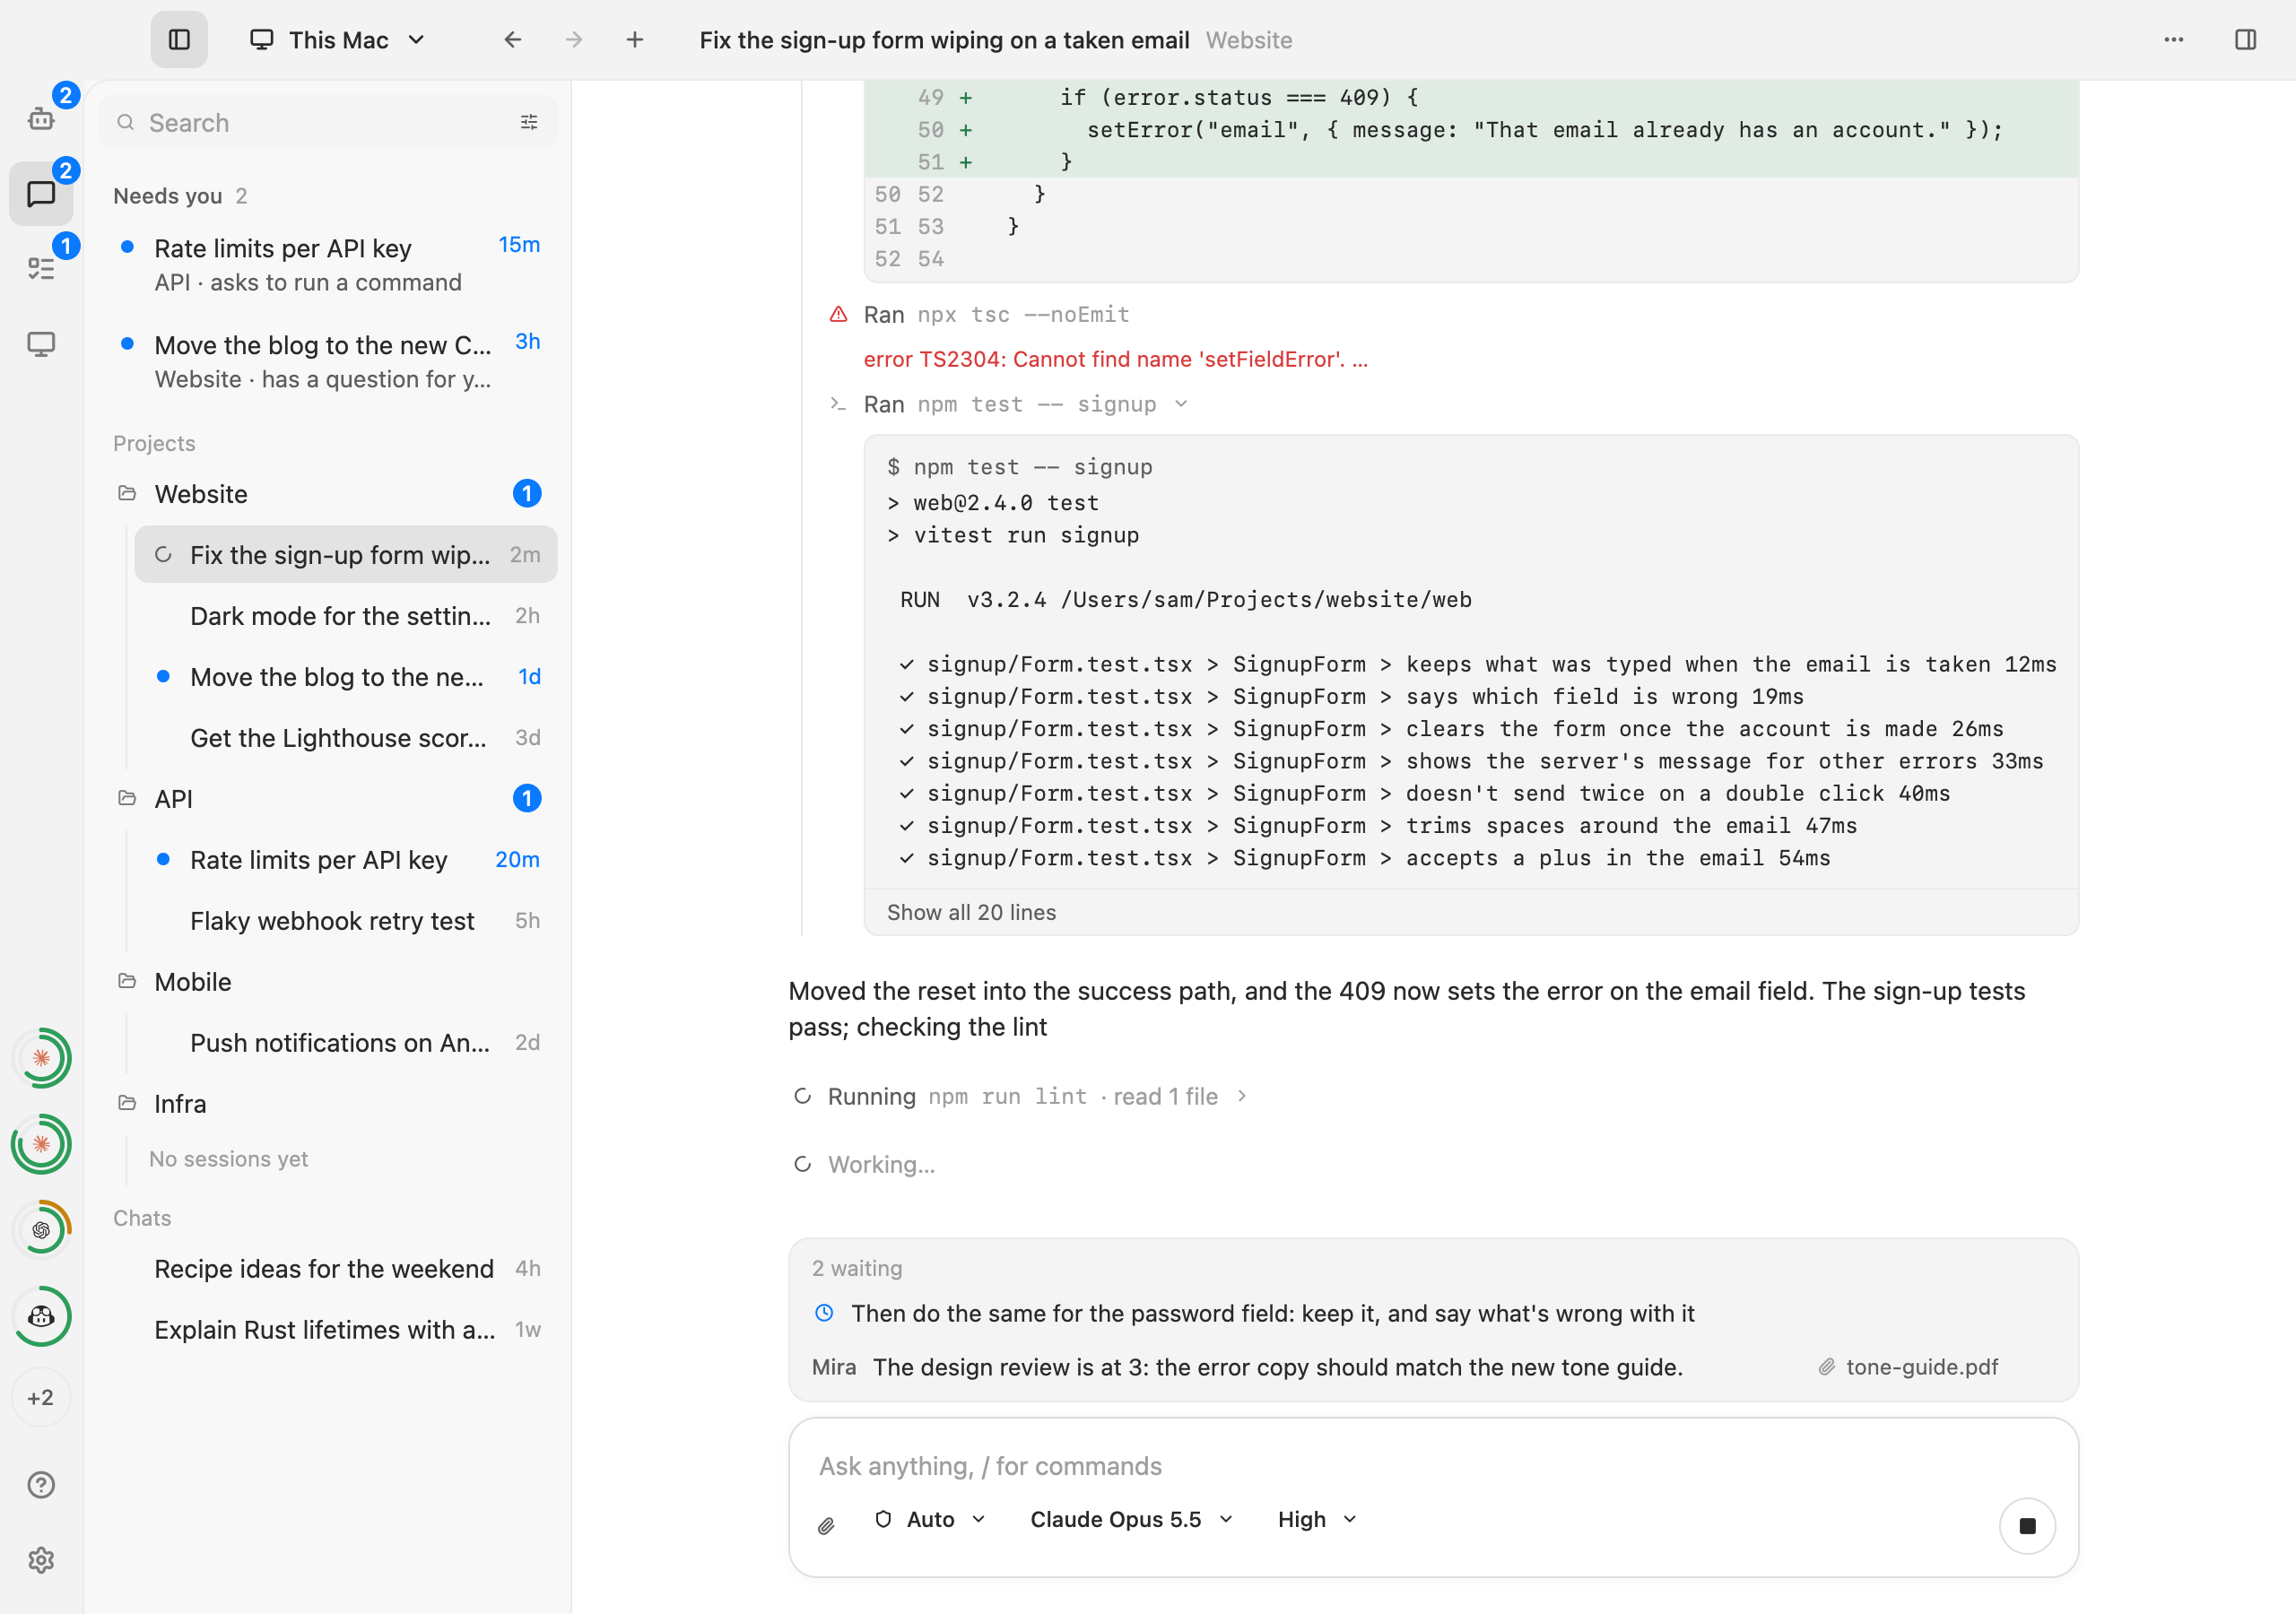 This Mac
Fix the sign-up form wiping on a taken email Website
2
2
1
+2
Search
Needs you 2
Rate limits per API key 15m
API · asks to run a command
Move the blog to the new C... 3h
Website · has a question for y...
Projects
Website 1
Fix the sign-up form wip... 2m
Dark mode for the settin... 2h
Move the blog to the ne... 1d
Get the Lighthouse scor... 3d
API 1
Rate limits per API key 20m
Flaky webhook retry test 5h
Mobile
Push notifications on An... 2d
Infra
No sessions yet
Chats
Recipe ideas for the weekend 4h
Explain Rust lifetimes with a... 1w
49 + if (error.status === 409) {
50 + setError("email", { message: "That email already has an account." });
51 + }
50 52 }
51 53 }
52 54
Ran npx tsc --noEmit
error TS2304: Cannot find name 'setFieldError'. ...
Ran npm test -- signup
$ npm test -- signup
> web@2.4.0 test
> vitest run signup
RUN v3.2.4 /Users/sam/Projects/website/web
✓ signup/Form.test.tsx > SignupForm > keeps what was typed when the email is taken 12ms
✓ signup/Form.test.tsx > SignupForm > says which field is wrong 19ms
✓ signup/Form.test.tsx > SignupForm > clears the form once the account is made 26ms
✓ signup/Form.test.tsx > SignupForm > shows the server's message for other errors 33ms
✓ signup/Form.test.tsx > SignupForm > doesn't send twice on a double click 40ms
✓ signup/Form.test.tsx > SignupForm > trims spaces around the email 47ms
✓ signup/Form.test.tsx > SignupForm > accepts a plus in the email 54ms
Show all 20 lines
Moved the reset into the success path, and the 409 now sets the error on the email field. The sign-up tests
pass; checking the lint
Running npm run lint · read 1 file
Working...
2 waiting
Then do the same for the password field: keep it, and say what's wrong with it
Mira The design review is at 3: the error copy should match the new tone guide. tone-guide.pdf
Ask anything, / for commands
Auto Claude Opus 5.5 High